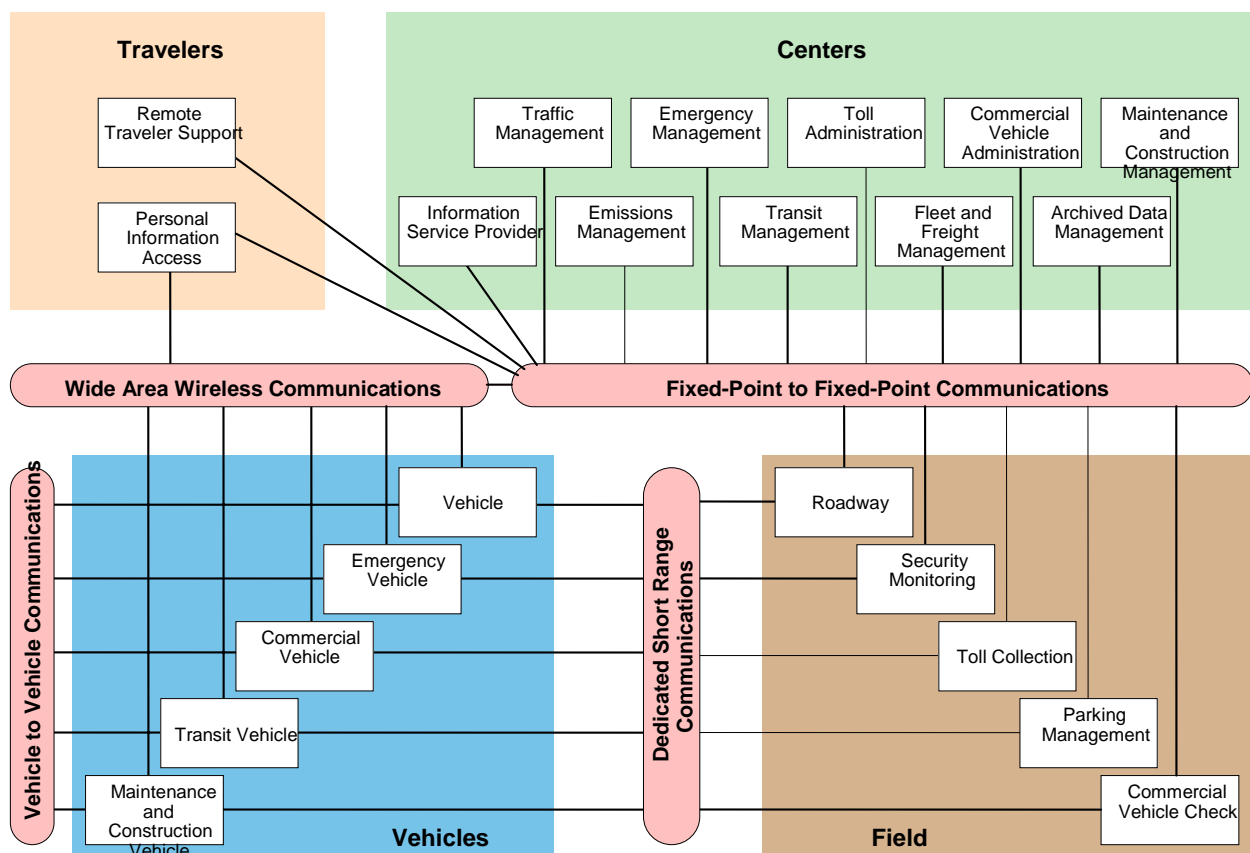 Travelers
Centers
Remote
Traveler Support
Traffic
Management
Emergency
Management
Toll
Administration
Commercial
Vehicle
Administration
Maintenance
and
Construction
Management
Personal
Information
Access
Information
Service Provider
Emissions
Management
Transit
Management
Fleet and
Freight
Management
Archived Data
Management
Wide Area Wireless Communications
Fixed-Point to Fixed-Point Communications
Vehicle to Vehicle Communications
Vehicle
Emergency
Vehicle
Commercial
Vehicle
Transit Vehicle
Maintenance
and
Construction
Vehicle
Vehicles
Dedicated Short Range
Communications
Roadway
Security
Monitoring
Toll Collection
Parking
Management
Commercial
Vehicle Check
Field